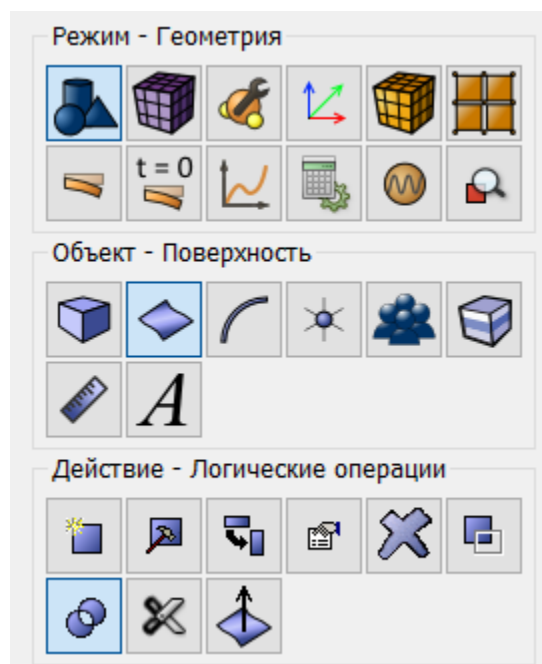 Режим - Геометрия
t = 0
Объект - Поверхность
A
Действие - Логические операции